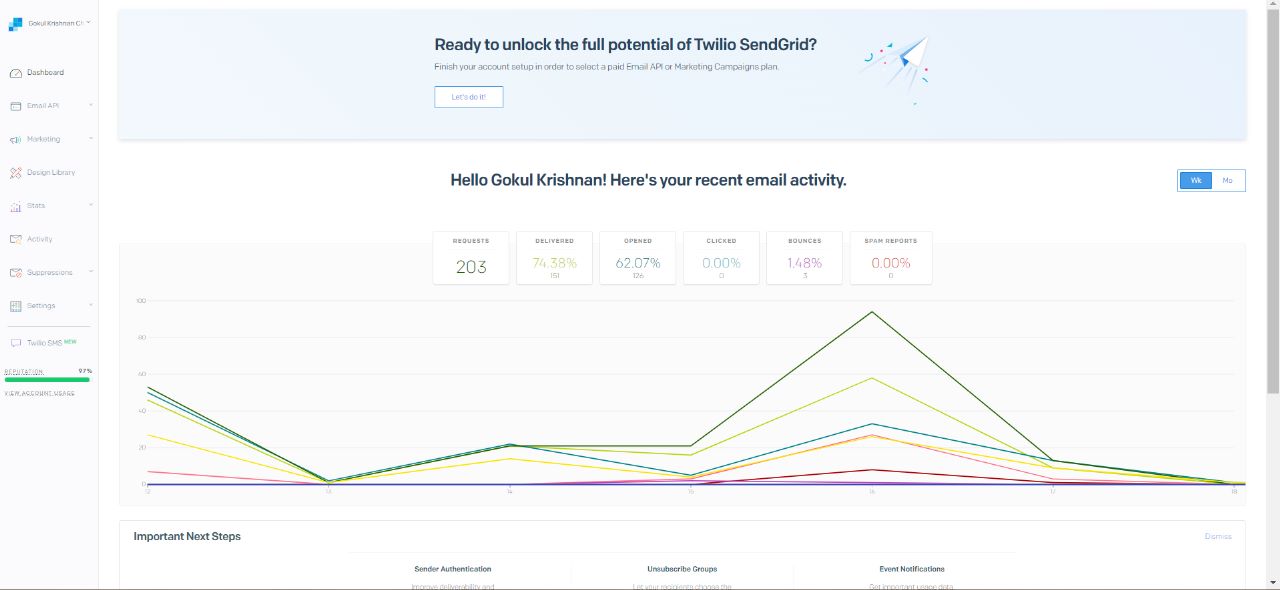 Gokul Krishnan C
Dashboard
Email API
Marketing
Design Library
Stats
Activity
Suppressions
Settings
Twilio SMS NEW
REPUTATION 97%
VIEW ACCOUNT USAGE
Ready to unlock the full potential of Twilio SendGrid?
Finish your account setup in order to select a paid Email API or Marketing Campaigns plan.
Let's do it!
Hello Gokul Krishnan! Here's your recent email activity.
Wk Mo
REQUESTS DELIVERED OPENED CLICKED BOUNCES SPAM REPORTS
203 74.38% 62.07% 0.00% 1.48% 0.00%
151 126 0 3 0
100
80
60
40
20
0
12 13 14 15 16 17 18
Important Next Steps Dismiss
Sender Authentication Unsubscribe Groups Event Notifications
Improve deliverability and Let your recipients choose the Get important usage data